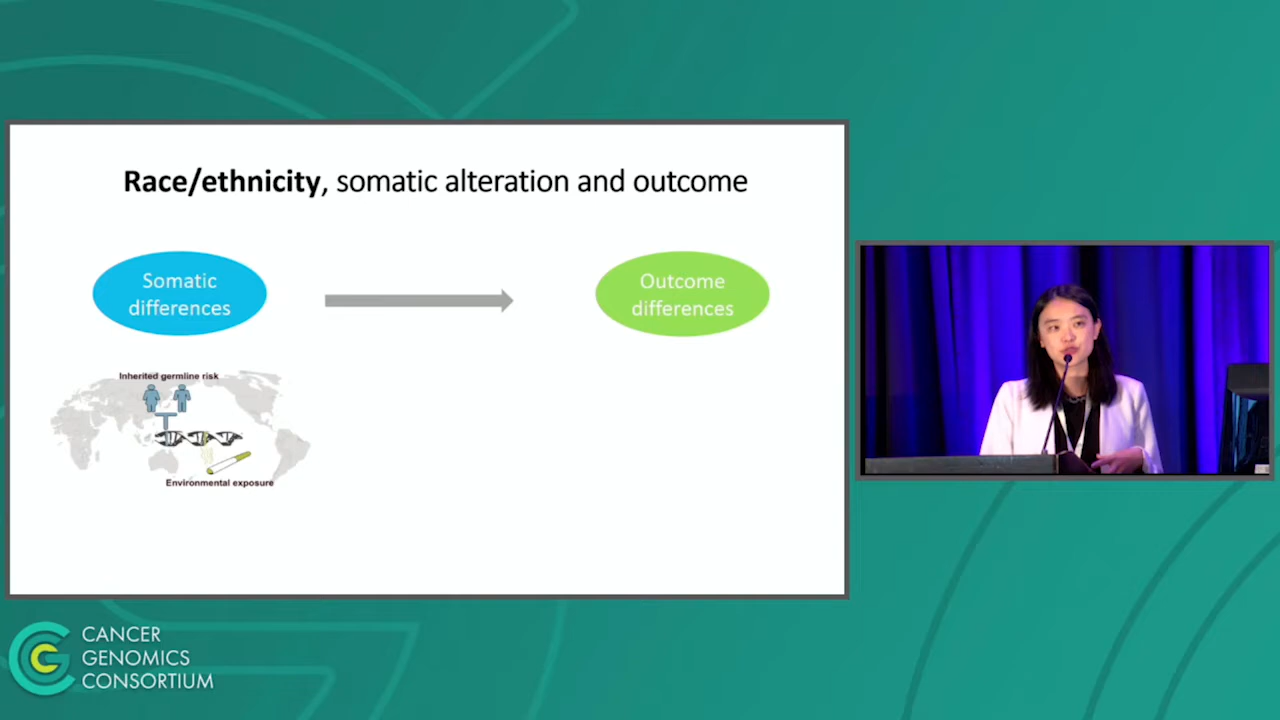 Race/ethnicity, somatic alteration and outcome
Somatic
differences
Outcome
differences
Inherited germline risk
Environmental exposure
CANCER
GENOMICS
CONSORTIUM